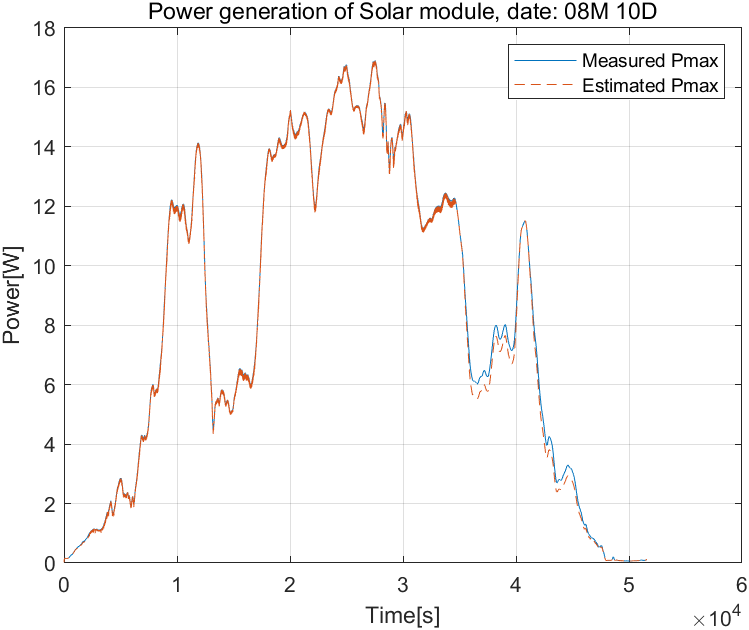 Power generation of Solar module, date: 08M 10D
Measured Pmax
Estimated Pmax
Power[W]
18
16
14
12
10
8
6
4
2
0
0 1 2 3 4 5 6
×10⁴
Time[s]